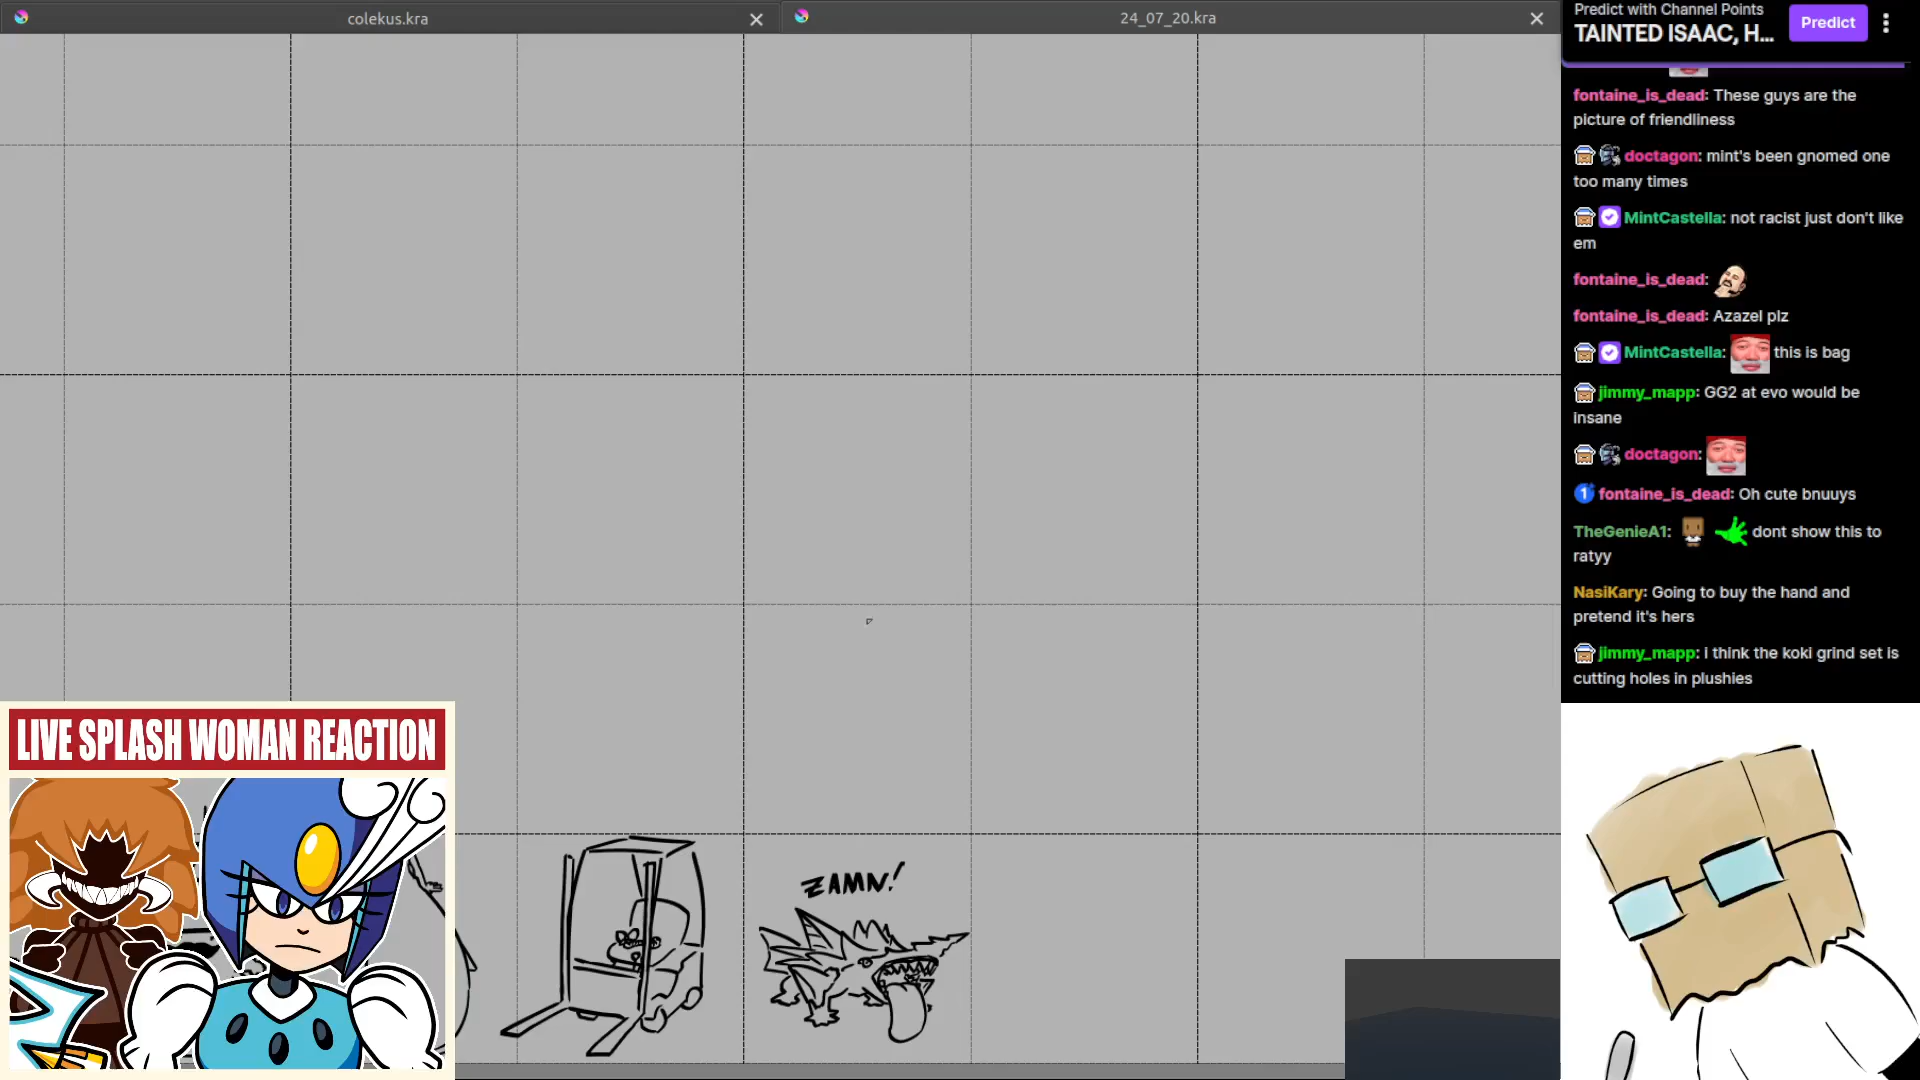 colekus.kra
24_07_20.kra
Predict with Channel Points
TAINTED ISAAC, H...
Predict
fontaine_is_dead: These guys are the
picture of friendliness
doctagon: mint's been gnomed one
too many times
MintCastella: not racist just don't like
em
fontaine_is_dead:
fontaine_is_dead: Azazel plz
MintCastella: this is bag
jimmy_mapp: GG2 at evo would be
insane
doctagon:
1 fontaine_is_dead: Oh cute bnuuys
TheGenieA1: dont show this to
ratyy
NasiKary: Going to buy the hand and
pretend it's hers
jimmy_mapp: i think the koki grind set is
cutting holes in plushies
LIVE SPLASH WOMAN REACTION
ZAMN!